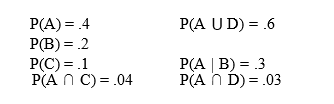 P(A) = .4 P(A ∪ D) = .6
P(B) = .2
P(C) = .1 P(A | B) = .3
P(A ∩ C) = .04 P(A ∩ D) = .03